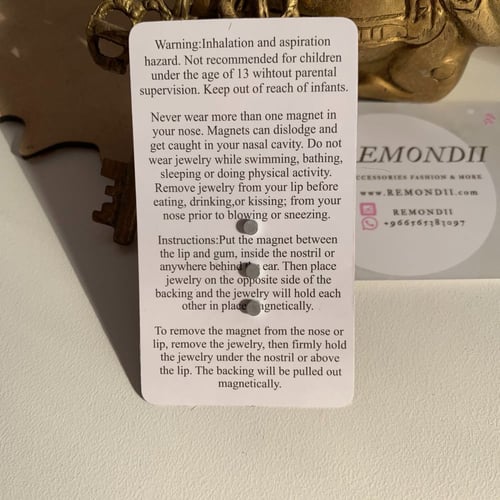 Warning:Inhalation and aspiration
hazard. Not recommended for children
under the age of 13 wihtout parental
supervision. Keep out of reach of infants.
Never wear more than one magnet in
your nose. Magnets can dislodge and
get caught in your nasal cavity. Do not
wear jewelry while swimming, bathing,
sleeping or doing physical activity.
Remove jewelry from your lip before
eating, drinking,or kissing; from your
nose prior to blowing or sneezing.
Instructions:Put the magnet between
the lip and gum, inside the nostril or
anywhere behind ear. Then place
jewelry on the opposite side of the
backing and the jewelry will hold each
other in place magnetically.
To remove the magnet from the nose or
lip, remove the jewelry, then firmly hold
the jewelry under the nostril or above
the lip. The backing will be pulled out
magnetically.
REMONDII
ACCESSORIES FASHION & MORE
www.REMONDII.com
REMONDII
+966565383097